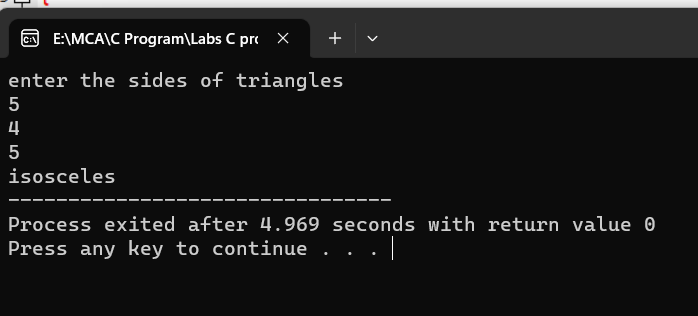 E:\MCA\C Program\Labs C pr
enter the sides of triangles
5
4
5
isosceles
--------------------------------
Process exited after 4.969 seconds with return value 0
Press any key to continue . . .